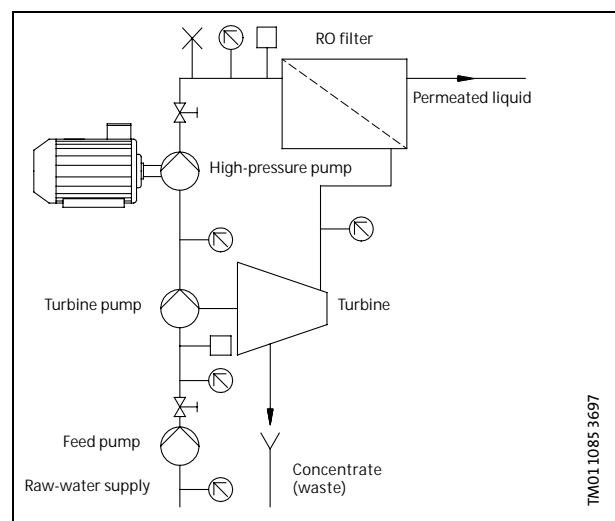 RO filter
Permeated liquid
High-pressure pump
Turbine pump
Turbine
Feed pump
Raw-water supply
Concentrate
(waste)
TM01 1085 3697